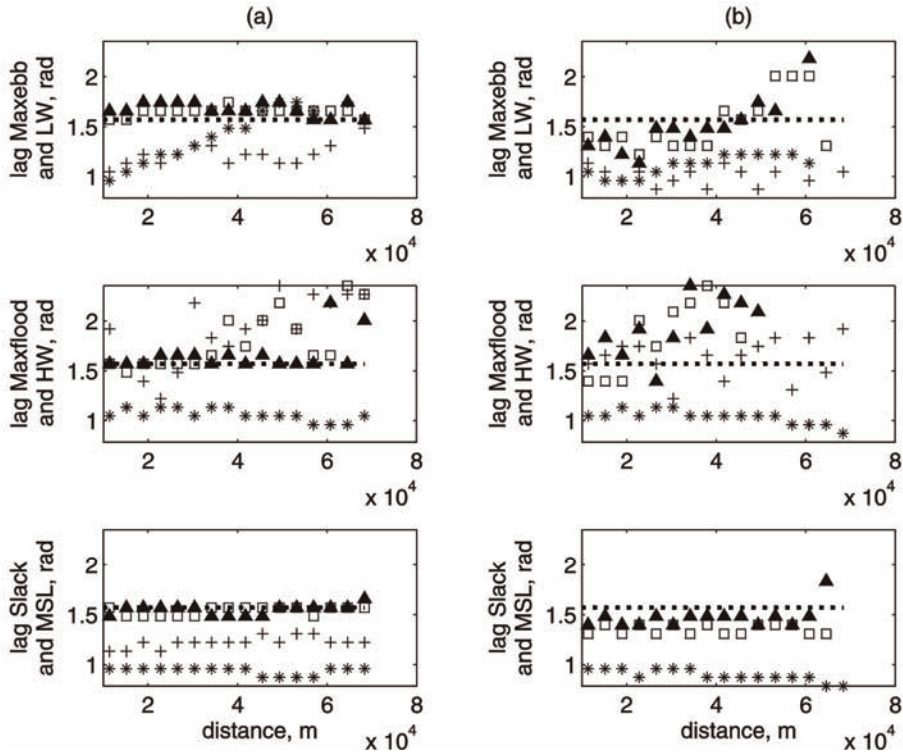 (a)
(b)
lag Maxebb
and LW, rad
2
1.5
1
2
4
6
8
x 10^4
lag Maxebb
and LW, rad
2
1.5
1
2
4
6
8
x 10^4
lag Maxflood
and HW, rad
2
1.5
1
2
4
6
8
x 10^4
lag Maxflood
and HW, rad
2
1.5
1
2
4
6
8
x 10^4
lag Slack
and MSL, rad
2
1.5
1
2
4
6
8
distance, m
x 10^4
lag Slack
and MSL, rad
2
1.5
1
2
4
6
8
distance, m
x 10^4